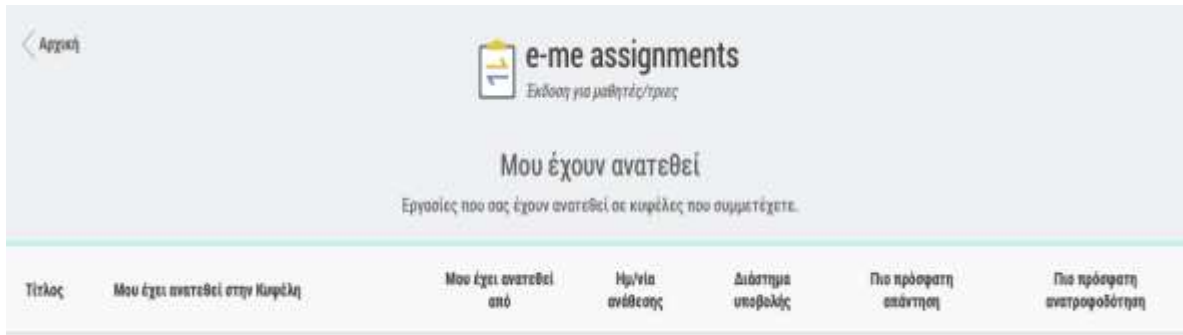 Αρχική
e-me assignments
Έκδοση για μαθητές/τριες
Μου έχουν ανατεθεί
Εργασίες που σας έχουν ανατεθεί σε κυψέλες που συμμετέχετε.
Τίτλος Μου έχει ανατεθεί στην Κυψέλη Μου έχει ανατεθεί από Ημ/νία ανάθεσης Διάστημα υποβολής Πιο πρόσφατη απάντηση Πιο πρόσφατη ανατροφοδότηση